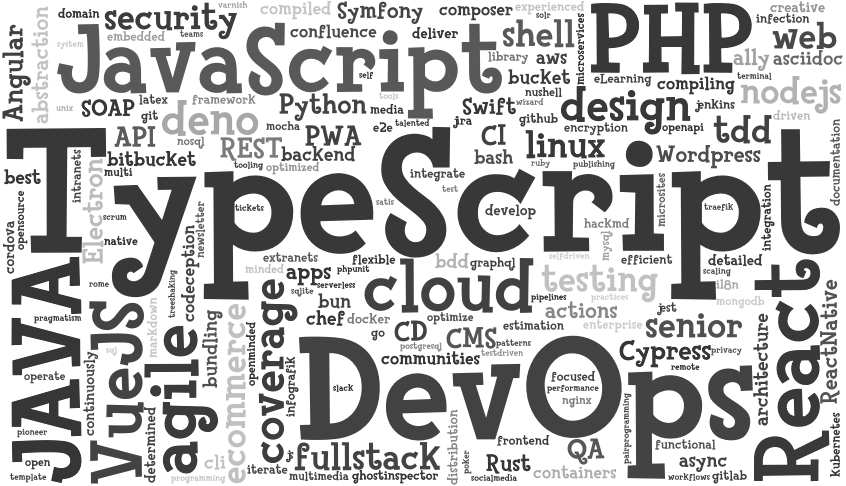 domain
security
varnish
compiled
Symfony
composer
experienced
solr
PHP
creative
infection
web
Angular
abstraction
system
embedded
teams
JavaScript
confluence
deliver
shell
microservices
library
aws
ally
asciidoc
bucket
eLearning
compiling
terminal
self
unix
SOAP
latex
git
framework
deno
nosql
Python
tools
media
nushell
Swift
wizard
github
design
jenkins
nodejs
driven
API
mocha
PWA
e2e
talented
jra
CI
encryption
openapi
tdd
documentation
REST
backend
linux
bash
ruby
publishing
Wordpress
bitbucket
tooling
optimized
integrate
test
best
intranets
multi
Electron
TypeScript
opensource
cordova
scrum
native
tickets
newsletter
satis
develop
hackmd
mysql
microsites
traefik
integration
codeception
extranets
minded
flexible
phpunit
bdd
graphql
selfdriven
efficient
detailed
scaling
il8n
mongodb
rome
treeshaking
apps
sqlite
serverless
bun
cloud
pipelines
testing
practices
actions
JAVA
pragmatism
markdown
chef
docker
optimize
go
CD
postgresql
CMS
patterns
testdriven
estimation
enterprise
jest
senior
React
ReactNative
architecture
VueJS
sql
agile
bundling
ecommerce
openminded
coverage
infografik
communities
Cypress
privacy
remote
operate
continuously
DevOps
slack
focused
performance
nginx
pairprogramming
pioneer
open
template
determined
programming
cli
iterate
jr
fullstack
multimedia
ghostinspector
distribution
poker
frontend
Rust
socialmedia
QA
containers
functional
async
workflows
gitlab
kubernetes